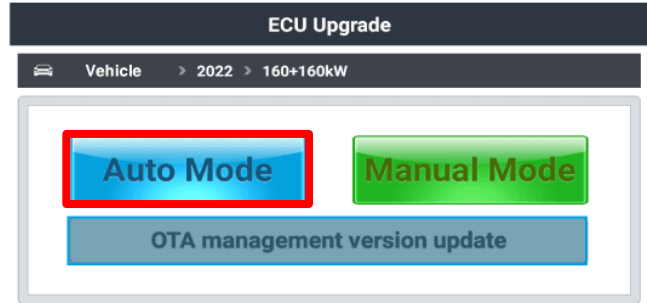 ECU Upgrade
Vehicle > 2022 > 160+160kW
Auto Mode
Manual Mode
OTA management version update